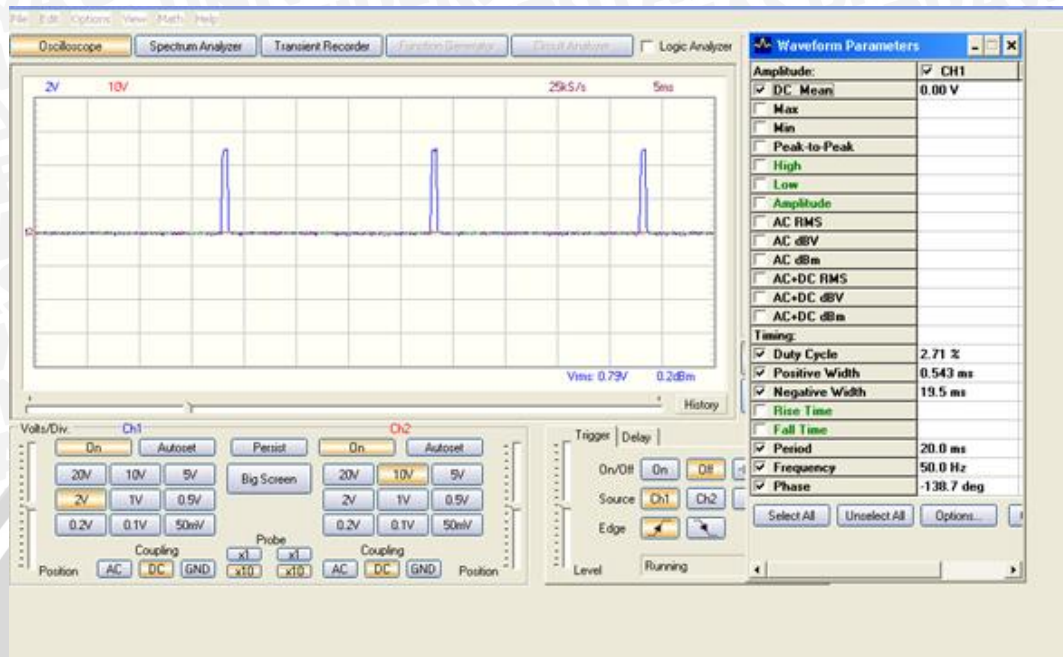 File Edit Options View Math Help
Oscilloscope Spectrum Analyzer Transient Recorder Function Generator Circuit Analyzer Logic Analyzer
2V 10V 25kS/s 5ms
Vrms: 0.79V 0.2dBm
History
Volts/Div. Ch1 Ch2
On Autoset Persist On Autoset
20V 10V 5V Big Screen 20V 10V 5V
2V 1V 0.5V 2V 1V 0.5V
0.2V 0.1V 50mV 0.2V 0.1V 50mV
Coupling Probe Coupling
x1 x1
Position AC DC GND x10 x10 AC DC GND Position
Trigger Delay
On/Off On Off
Source Ch1 Ch2
Edge
Level Running
Waveform Parameters
Amplitude: CH1
DC Mean 0.00 V
Max
Min
Peak-to-Peak
High
Low
Amplitude
AC RMS
AC dBV
AC dBm
AC+DC RMS
AC+DC dBV
AC+DC dBm
Timing:
Duty Cycle 2.71 %
Positive Width 0.543 ms
Negative Width 19.5 ms
Rise Time
Fall Time
Period 20.0 ms
Frequency 50.0 Hz
Phase -138.7 deg
Select All Unselect All Options...